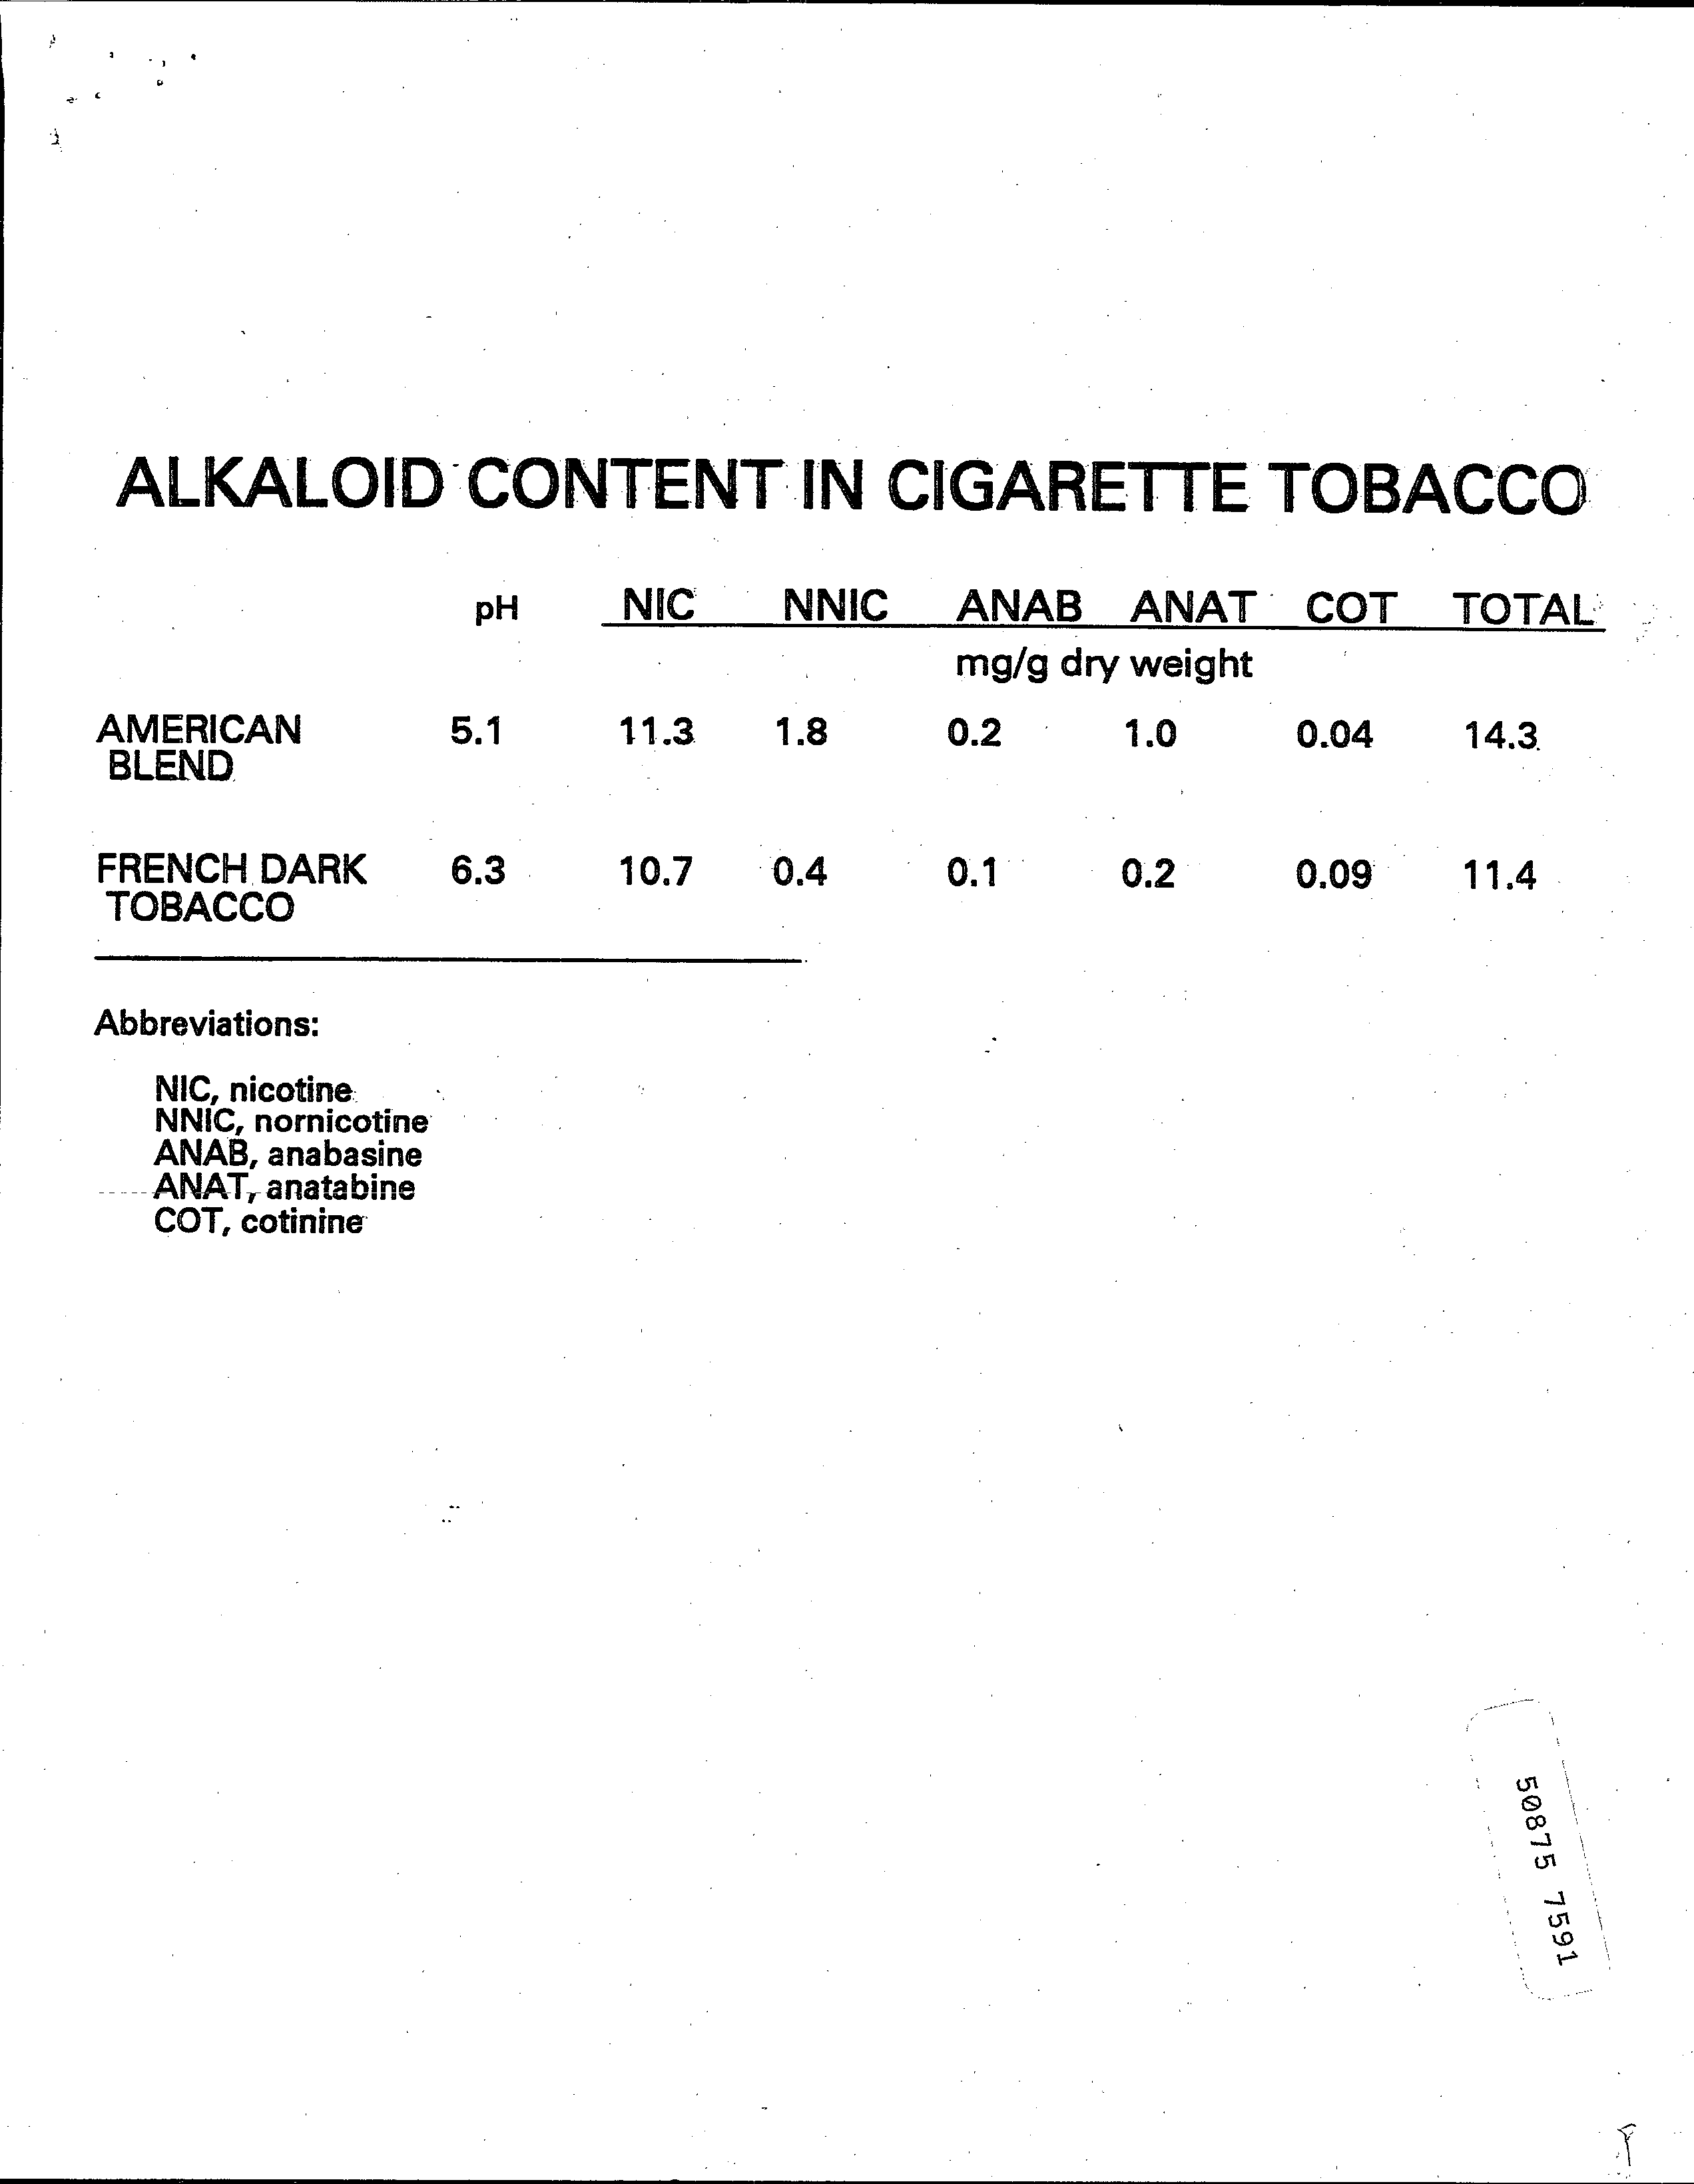 ALKALOID CONTENT IN CIGARETTE TOBACCO
pH NIC NNIC ANAB ANAT COT TOTAL
mg/g dry weight
AMERICAN BLEND 5.1 11.3 1.8 0.2 1.0 0.04 14.3
FRENCH DARK TOBACCO 6.3 10.7 0.4 0.1 0.2 0.09 11.4
Abbreviations:
NIC, nicotine
NNIC, nornicotine
ANAB, anabasine
ANAT, anatabine
COT, cotinine
50875 7591